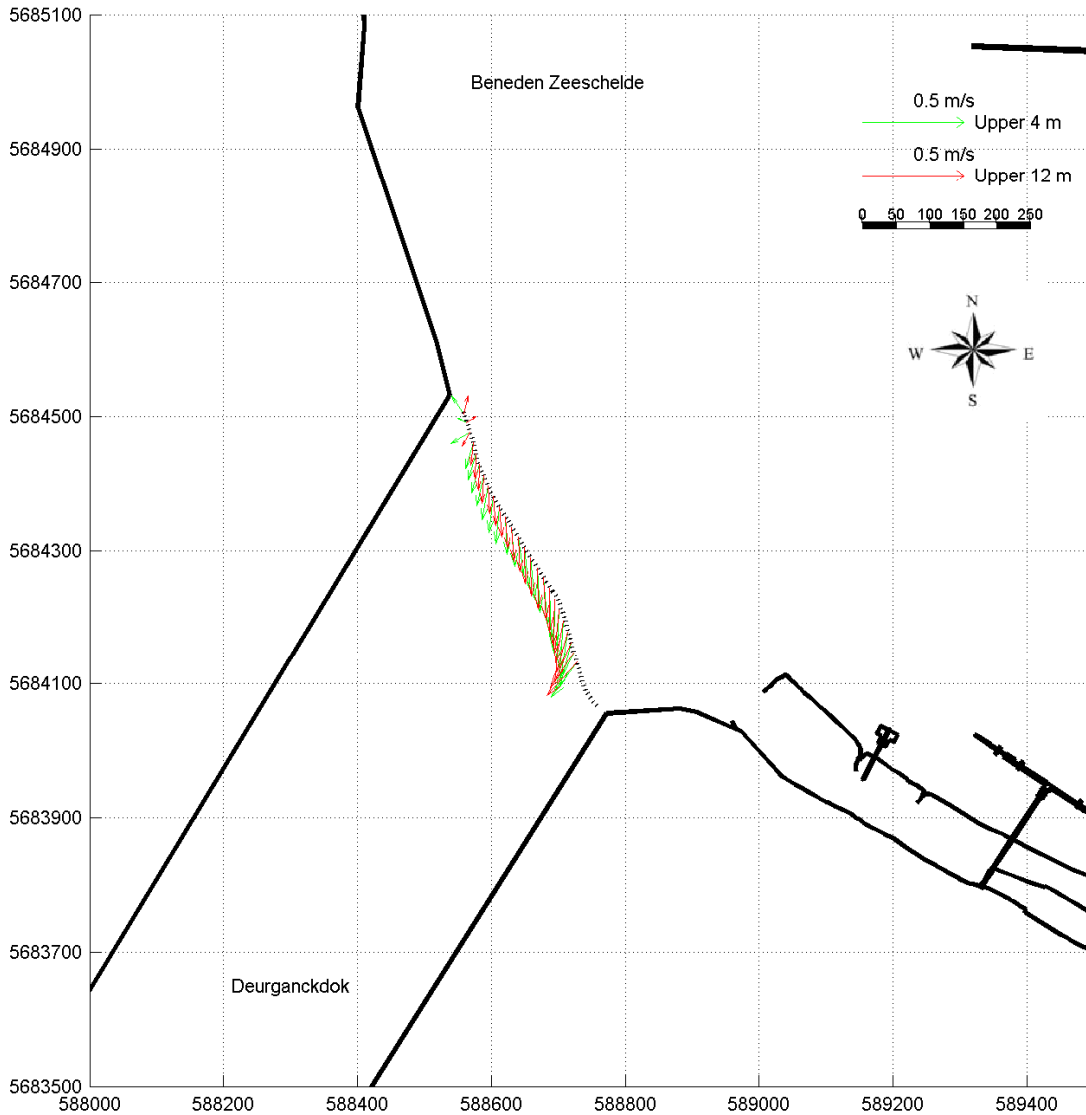 5685100
Beneden Zeeschelde
0.5 m/s
Upper 4 m
5684900
0.5 m/s
Upper 12 m
0 50 100 150 200 250
5684700
N
W E
S
5684500
5684300
5684100
5683900
5683700
Deurganckdok
5683500
588000 588200 588400 588600 588800 589000 589200 589400